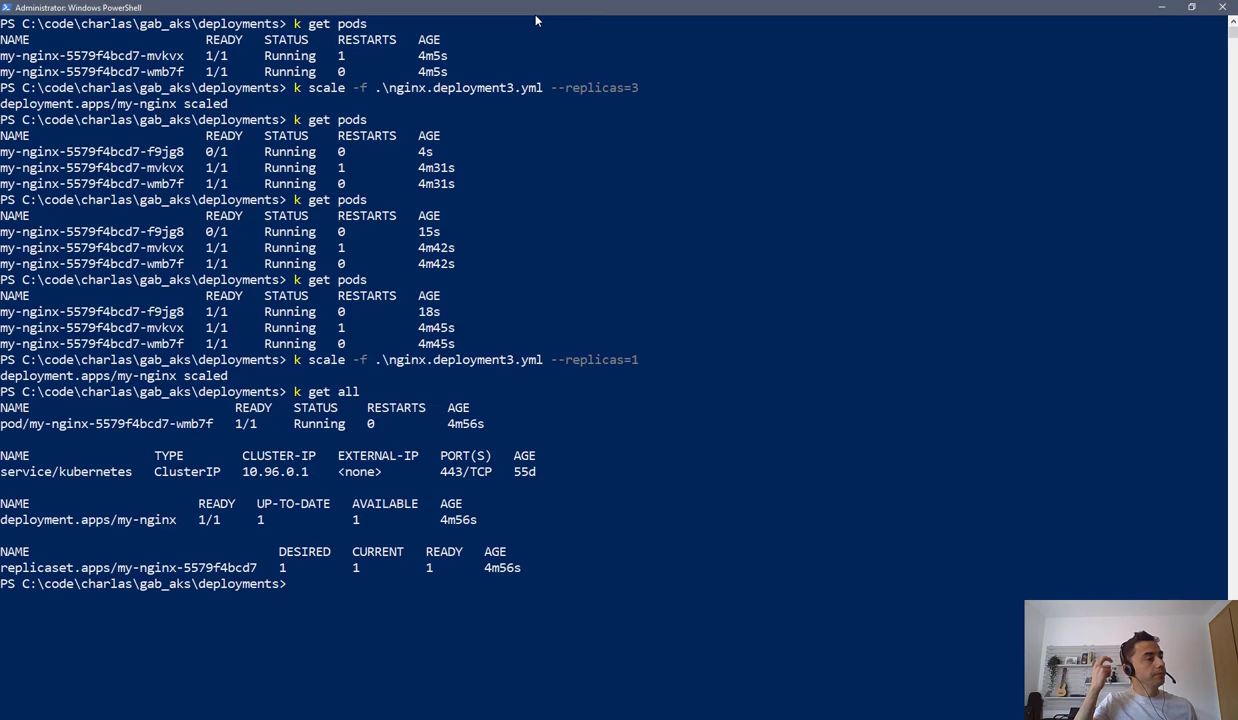 Administrator: Windows PowerShell
PS C:\code\charlas\gab_aks\deployments> k get pods
NAME READY STATUS RESTARTS AGE
my-nginx-5579f4bcd7-mvkvx 1/1 Running 1 4m5s
my-nginx-5579f4bcd7-wmb7f 1/1 Running 0 4m5s
PS C:\code\charlas\gab_aks\deployments> k scale -f .\nginx.deployment3.yml --replicas=3
deployment.apps/my-nginx scaled
PS C:\code\charlas\gab_aks\deployments> k get pods
NAME READY STATUS RESTARTS AGE
my-nginx-5579f4bcd7-f9jg8 0/1 Running 0 4s
my-nginx-5579f4bcd7-mvkvx 1/1 Running 1 4m31s
my-nginx-5579f4bcd7-wmb7f 1/1 Running 0 4m31s
PS C:\code\charlas\gab_aks\deployments> k get pods
NAME READY STATUS RESTARTS AGE
my-nginx-5579f4bcd7-f9jg8 0/1 Running 0 15s
my-nginx-5579f4bcd7-mvkvx 1/1 Running 1 4m42s
my-nginx-5579f4bcd7-wmb7f 1/1 Running 0 4m42s
PS C:\code\charlas\gab_aks\deployments> k get pods
NAME READY STATUS RESTARTS AGE
my-nginx-5579f4bcd7-f9jg8 1/1 Running 0 18s
my-nginx-5579f4bcd7-mvkvx 1/1 Running 1 4m45s
my-nginx-5579f4bcd7-wmb7f 1/1 Running 0 4m45s
PS C:\code\charlas\gab_aks\deployments> k scale -f .\nginx.deployment3.yml --replicas=1
deployment.apps/my-nginx scaled
PS C:\code\charlas\gab_aks\deployments> k get all
NAME READY STATUS RESTARTS AGE
pod/my-nginx-5579f4bcd7-wmb7f 1/1 Running 0 4m56s
NAME TYPE CLUSTER-IP EXTERNAL-IP PORT(S) AGE
service/kubernetes ClusterIP 10.96.0.1 <none> 443/TCP 55d
NAME READY UP-TO-DATE AVAILABLE AGE
deployment.apps/my-nginx 1/1 1 1 4m56s
NAME DESIRED CURRENT READY AGE
replicaset.apps/my-nginx-5579f4bcd7 1 1 1 4m56s
PS C:\code\charlas\gab_aks\deployments>